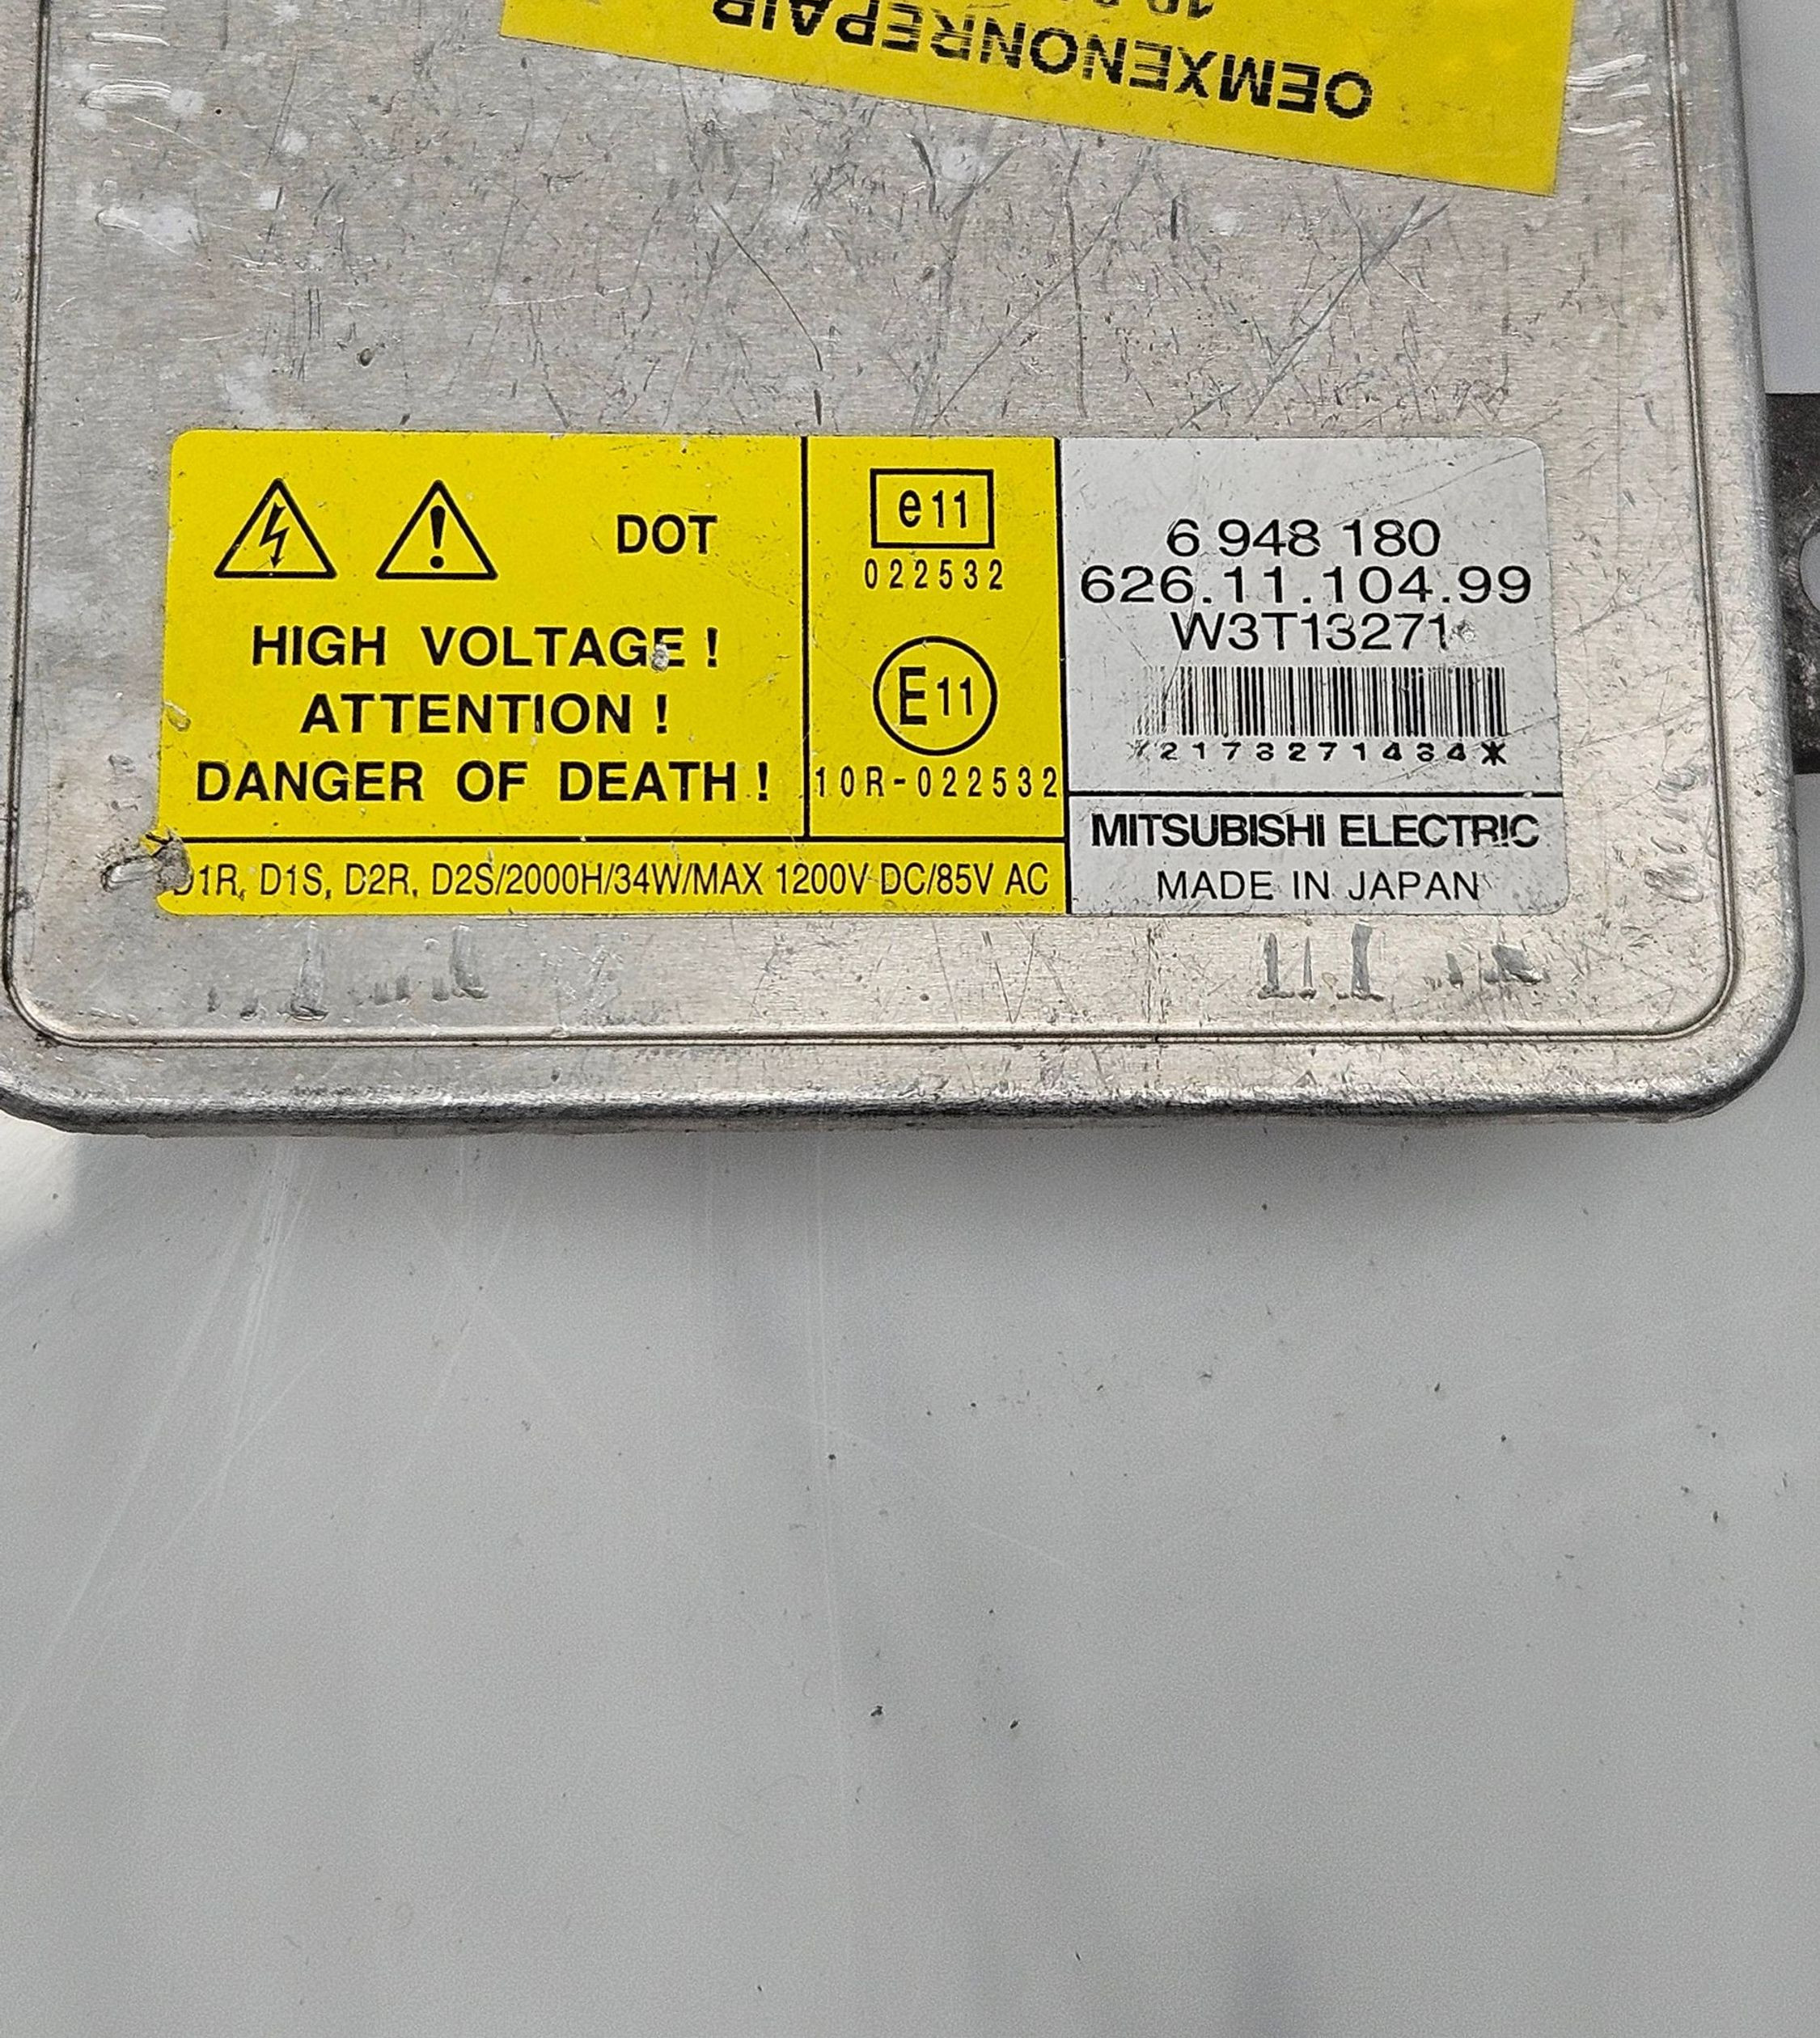 OEMXENONREPAIR
DOT
HIGH VOLTAGE !
ATTENTION !
DANGER OF DEATH !
e11
022532
E11
10R-022532
D1R, D1S, D2R, D2S/2000H/34W/MAX 1200V DC/85V AC
6 948 180
626.11.104.99
W3T13271
*2173271434*
MITSUBISHI ELECTRIC
MADE IN JAPAN